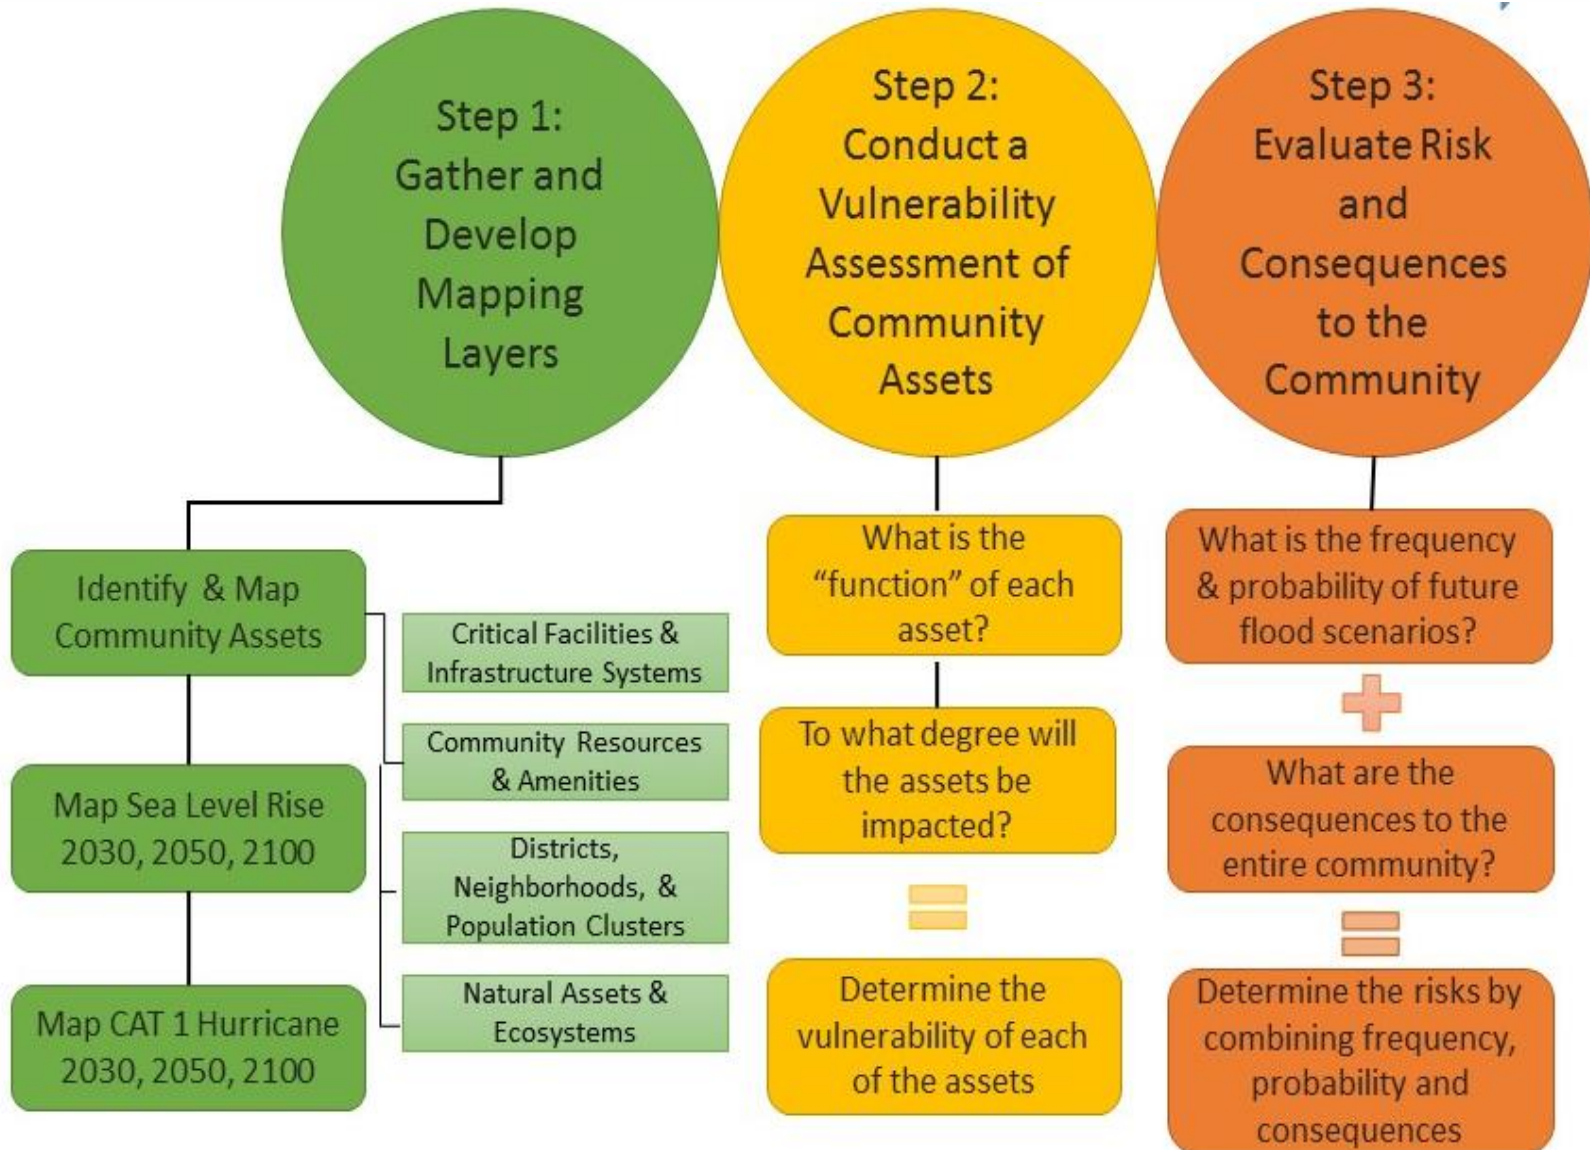 Step 1:
Gather and
Develop
Mapping
Layers
Identify & Map
Community Assets
Critical Facilities &
Infrastructure Systems
Community Resources
& Amenities
Districts,
Neighborhoods, &
Population Clusters
Natural Assets &
Ecosystems
Map Sea Level Rise
2030, 2050, 2100
Map CAT 1 Hurricane
2030, 2050, 2100
Step 2:
Conduct a
Vulnerability
Assessment of
Community
Assets
What is the
“function” of each
asset?
To what degree will
the assets be
impacted?
Determine the
vulnerability of each
of the assets
Step 3:
Evaluate Risk
and
Consequences
to the
Community
What is the frequency
& probability of future
flood scenarios?
What are the
consequences to the
entire community?
Determine the risks by
combining frequency,
probability and
consequences